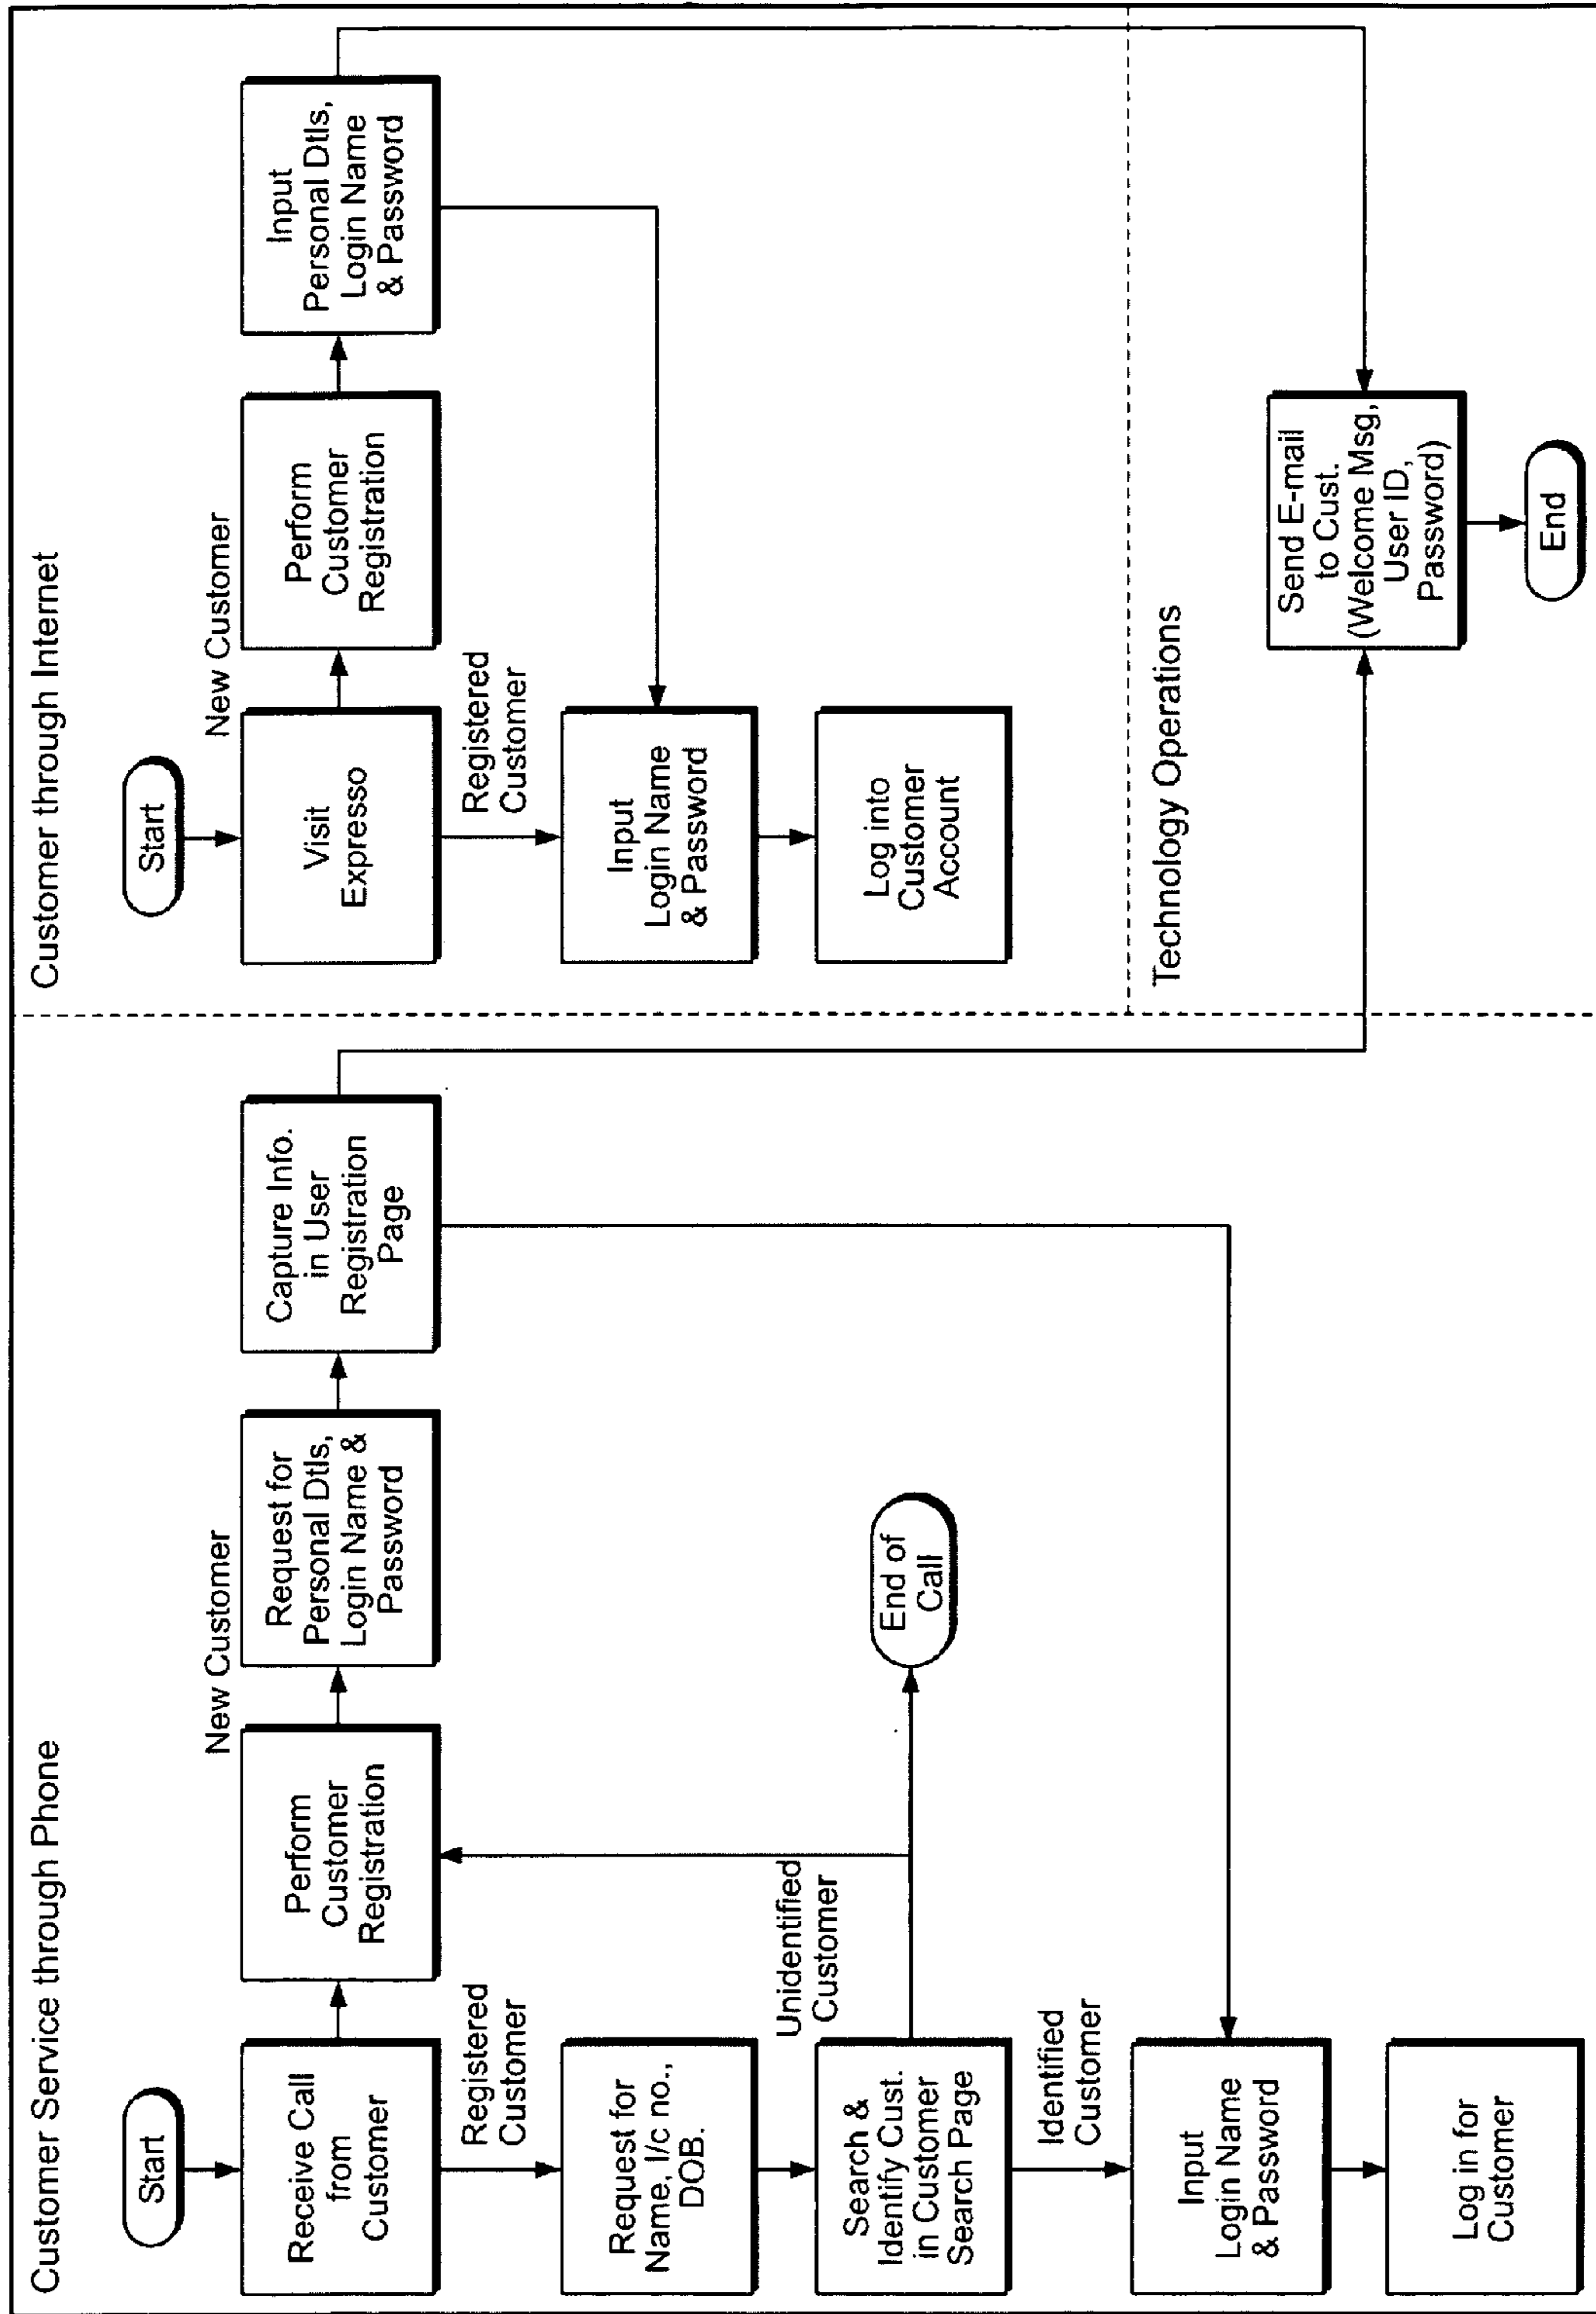 Customer Service through Phone
Start
Receive Call
from
Customer
Perform
Customer
Registration
New Customer
Request for
Personal Dtls,
Login Name &
Password
Capture Info.
in User
Registration
Page
Registered
Customer
Request for
Name, I/c no.,
DOB.
Search &
Identify Cust.
in Customer
Search Page
Unidentified
Customer
End of
Call
Identified
Customer
Input
Login Name
& Password
Log in for
Customer
Customer through Internet
Start
Visit
Expresso
New Customer
Perform
Customer
Registration
Input
Personal Dtls,
Login Name
& Password
Registered
Customer
Input
Login Name
& Password
Log into
Customer
Account
Technology Operations
Send E-mail
to Cust.
(Welcome Msg,
User ID,
Password)
End